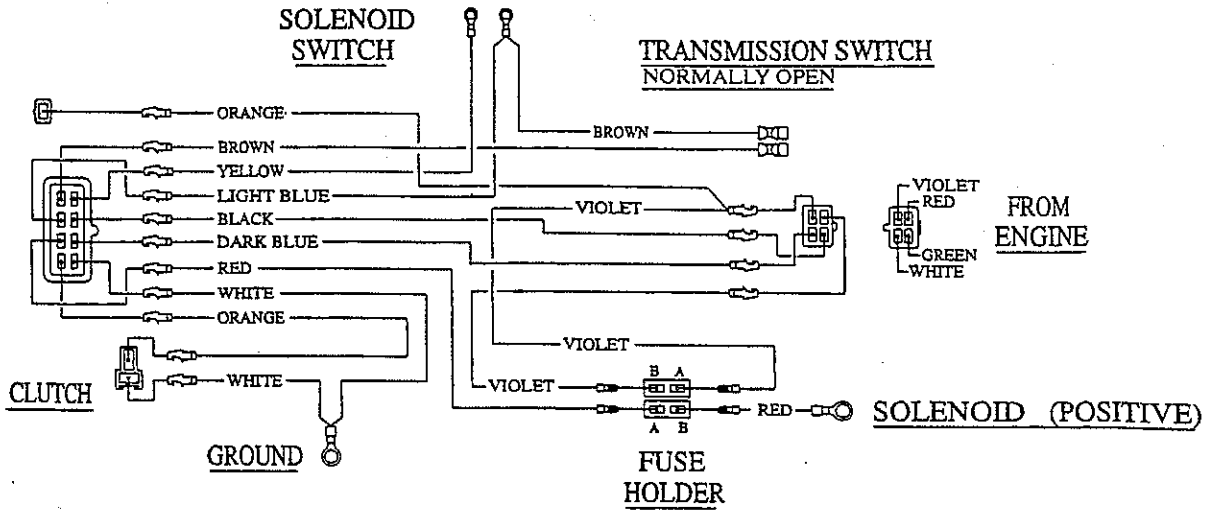 SOLENOID
SWITCH
TRANSMISSION SWITCH
NORMALLY OPEN
ORANGE
BROWN
BROWN
YELLOW
LIGHT BLUE
VIOLET
BLACK
DARK BLUE
RED
WHITE
ORANGE
VIOLET
RED
GREEN
WHITE
FROM
ENGINE
VIOLET
CLUTCH
WHITE
VIOLET
B A
A B
RED
SOLENOID (POSITIVE)
GROUND
FUSE
HOLDER